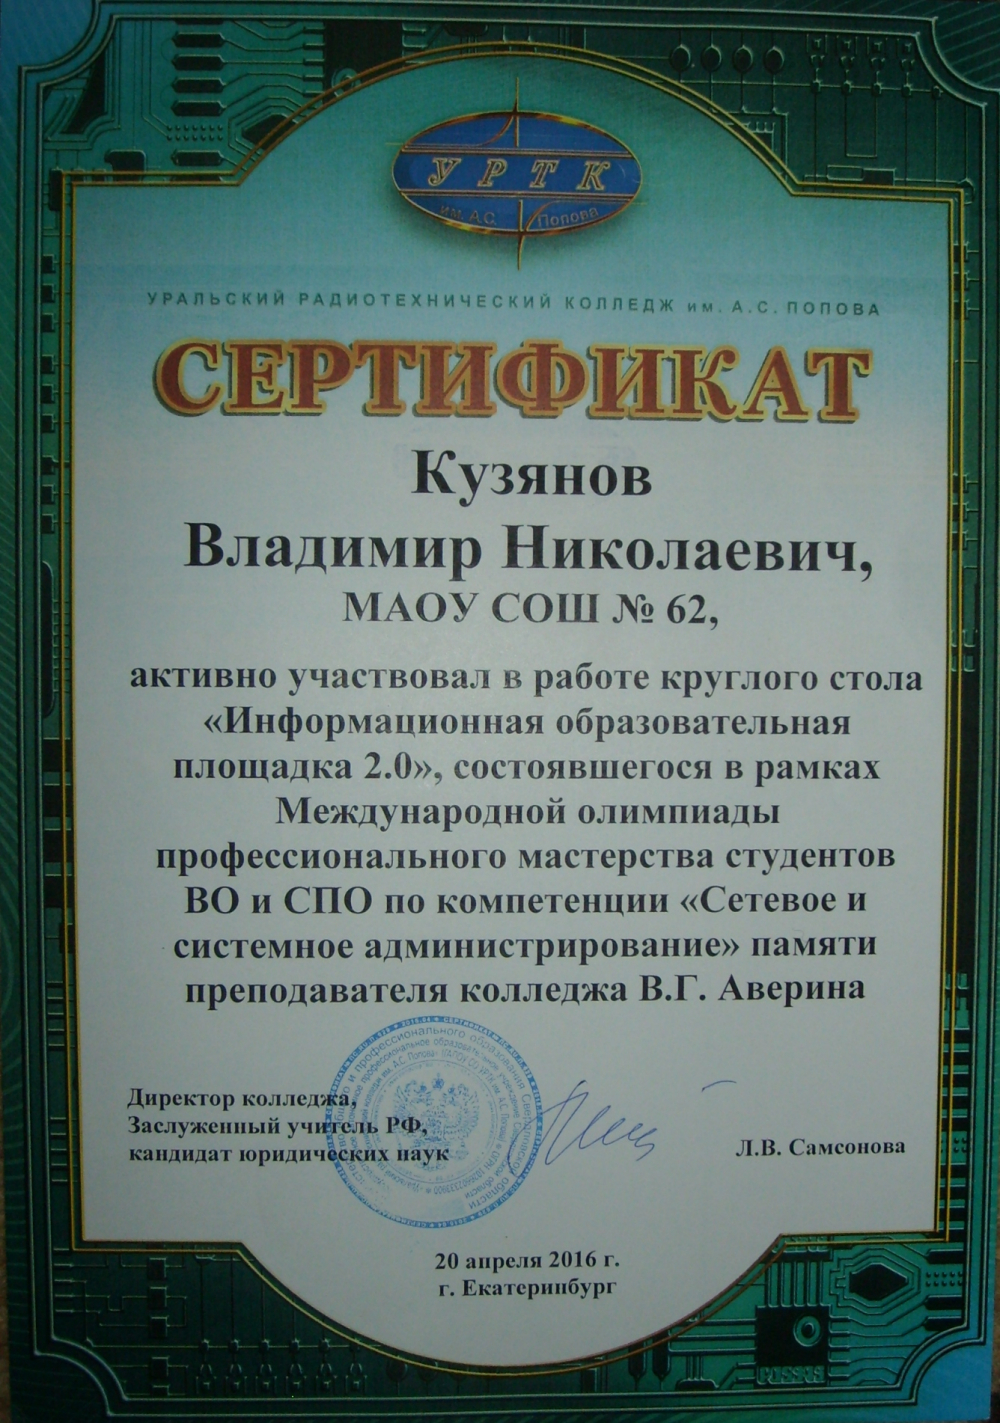 УРТК
им. А.С. Попова
УРАЛЬСКИЙ РАДИОТЕХНИЧЕСКИЙ КОЛЛЕДЖ им. А.С. ПОПОВА
СЕРТИФИКАТ
Кузянов
Владимир Николаевич,
МАОУ СОШ № 62,
активно участвовал в работе круглого стола
«Информационная образовательная
площадка 2.0», состоявшегося в рамках
Международной олимпиады
профессионального мастерства студентов
ВО и СПО по компетенции «Сетевое и
системное администрирование» памяти
преподавателя колледжа В.Г. Аверина
Директор колледжа,
Заслуженный учитель РФ,
кандидат юридических наук
Л.В. Самсонова
20 апреля 2016 г.
г. Екатеринбург